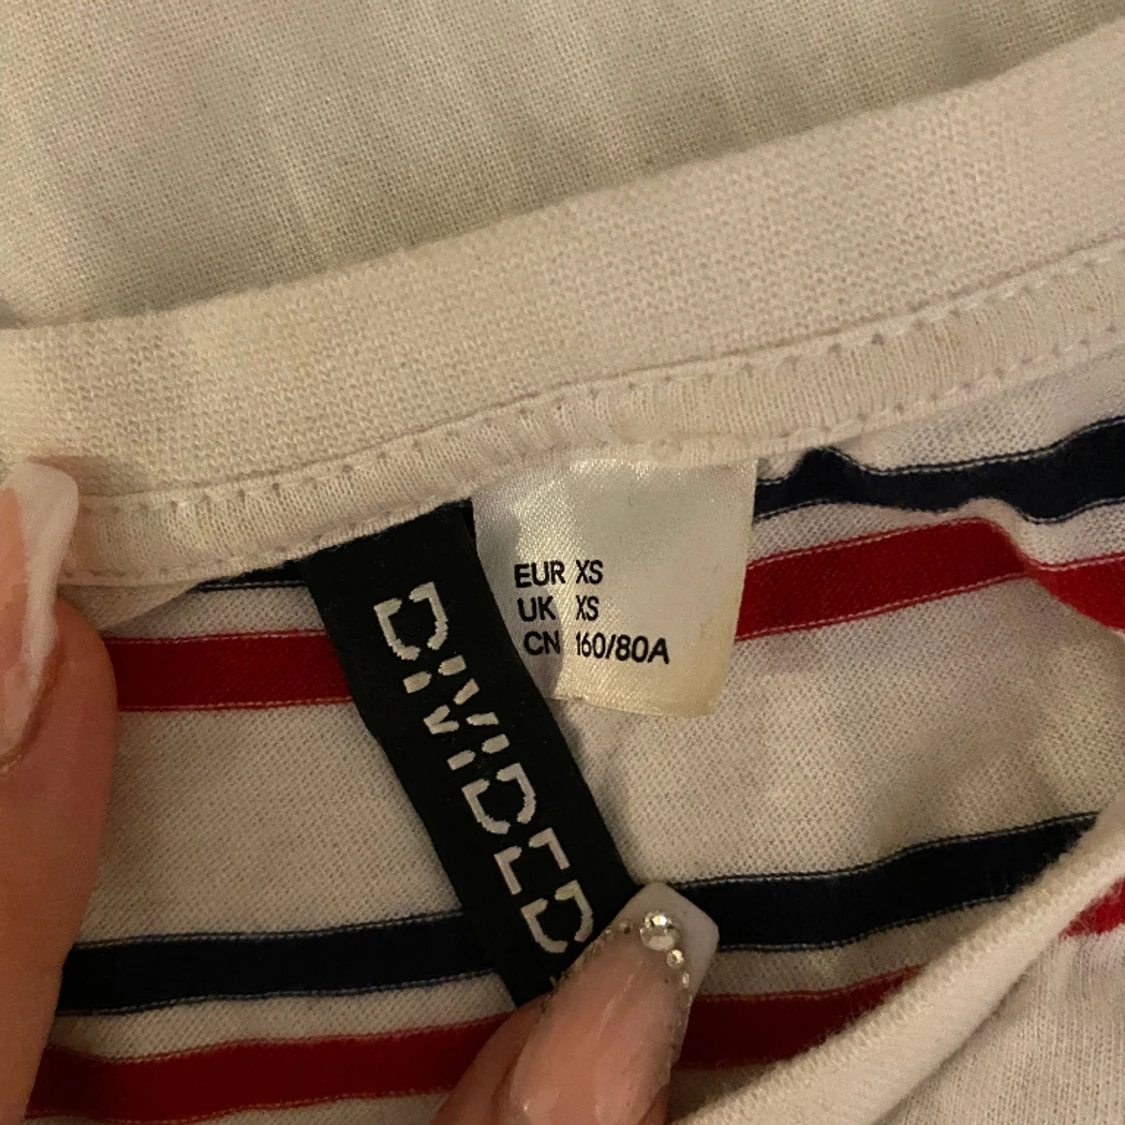 DIVIDED
EUR XS
UK XS
CN 160/80A